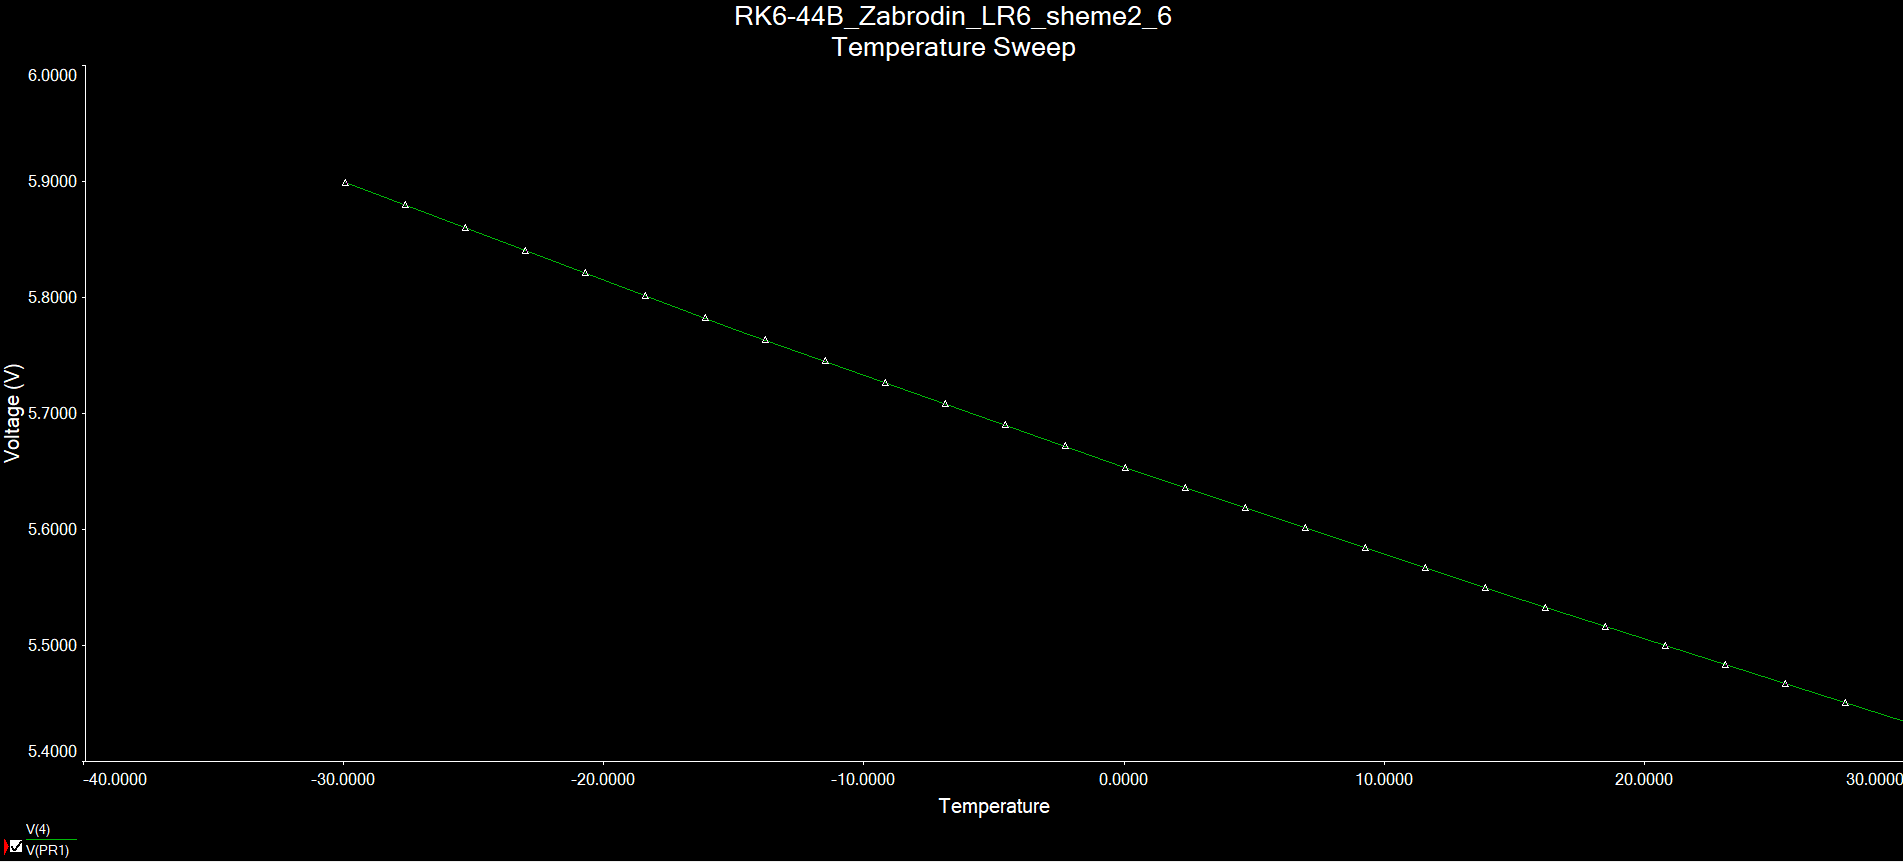 RK6-44B_Zabrodin_LR6_sheme2_6
Temperature Sweep
6.0000
5.9000
5.8000
5.7000
5.6000
5.5000
5.4000
Voltage (V)
-40.0000 -30.0000 -20.0000 -10.0000 0.0000 10.0000 20.0000 30.0000
Temperature
V(4)
V(PR1)